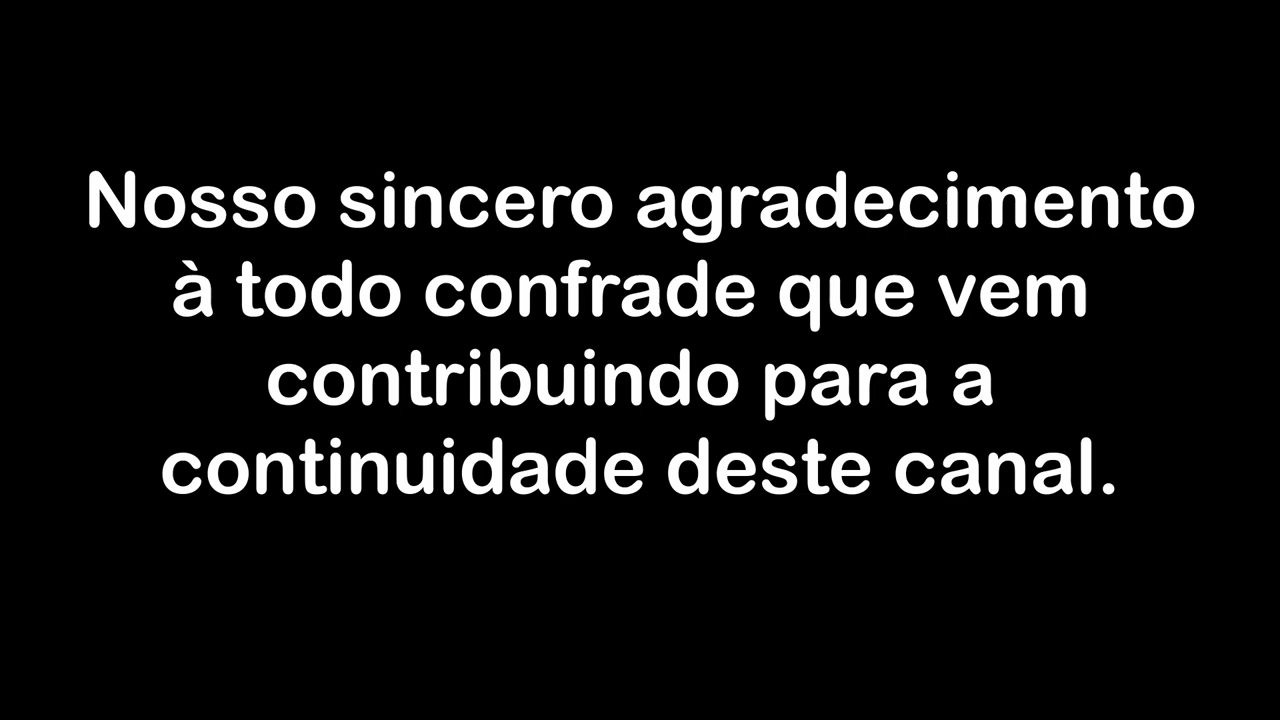 Nosso sincero agradecimento
à todo confrade que vem
contribuindo para a
continuidade deste canal.